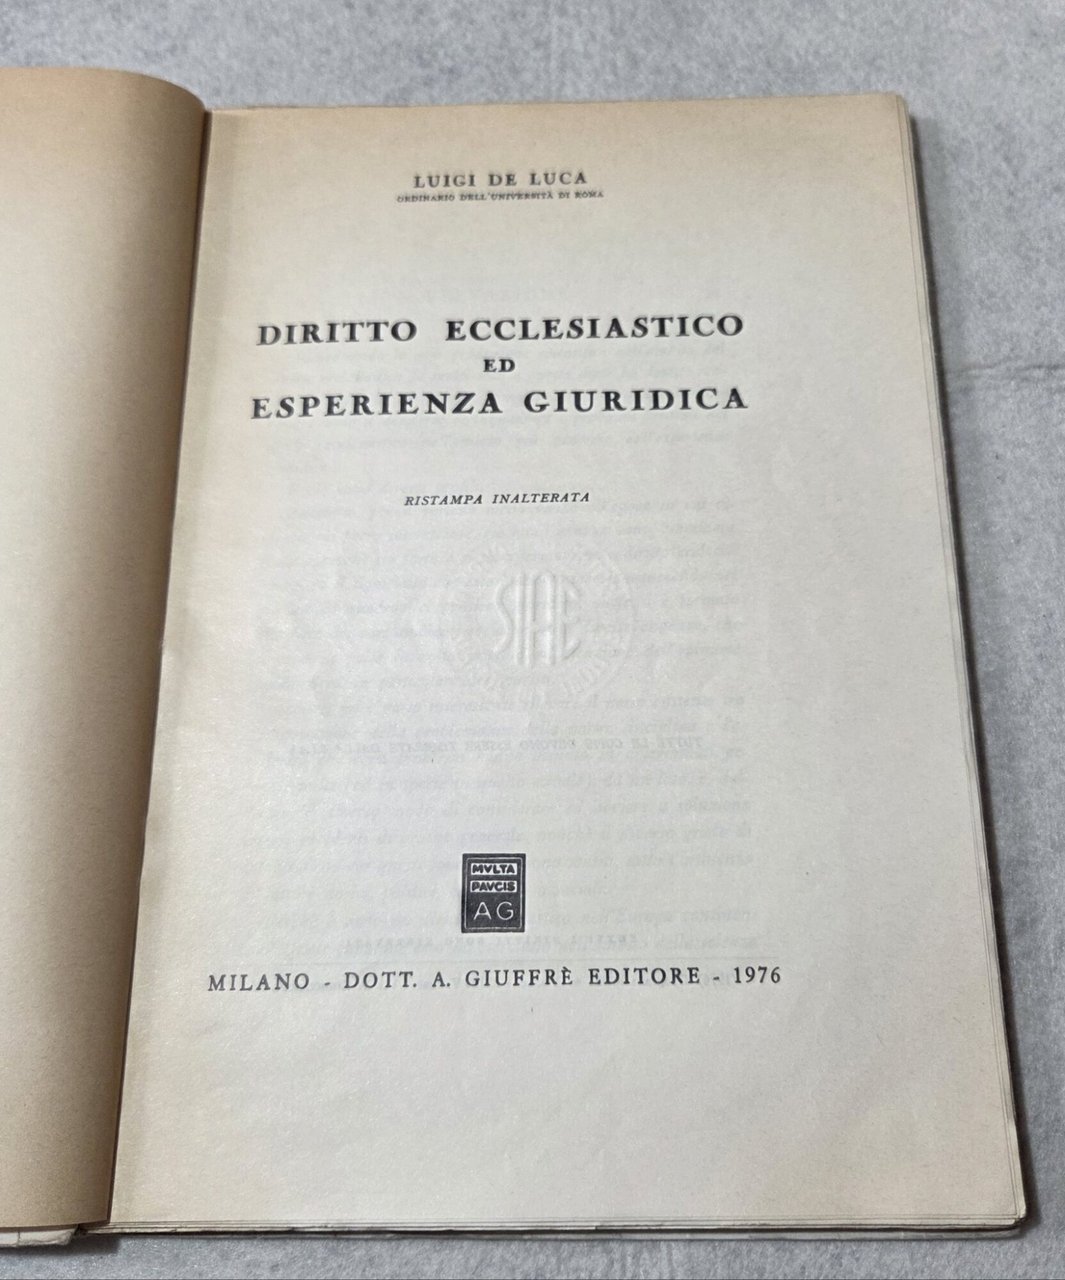 LUIGI DE LUCA
ORDINARIO DELL'UNIVERSITÀ DI ROMA
DIRITTO ECCLESIASTICO
ED
ESPERIENZA GIURIDICA
RISTAMPA INALTERATA
SIAE
MVLTA
PAVCIS
AG
MILANO - DOTT. A. GIUFFRÈ EDITORE - 1976